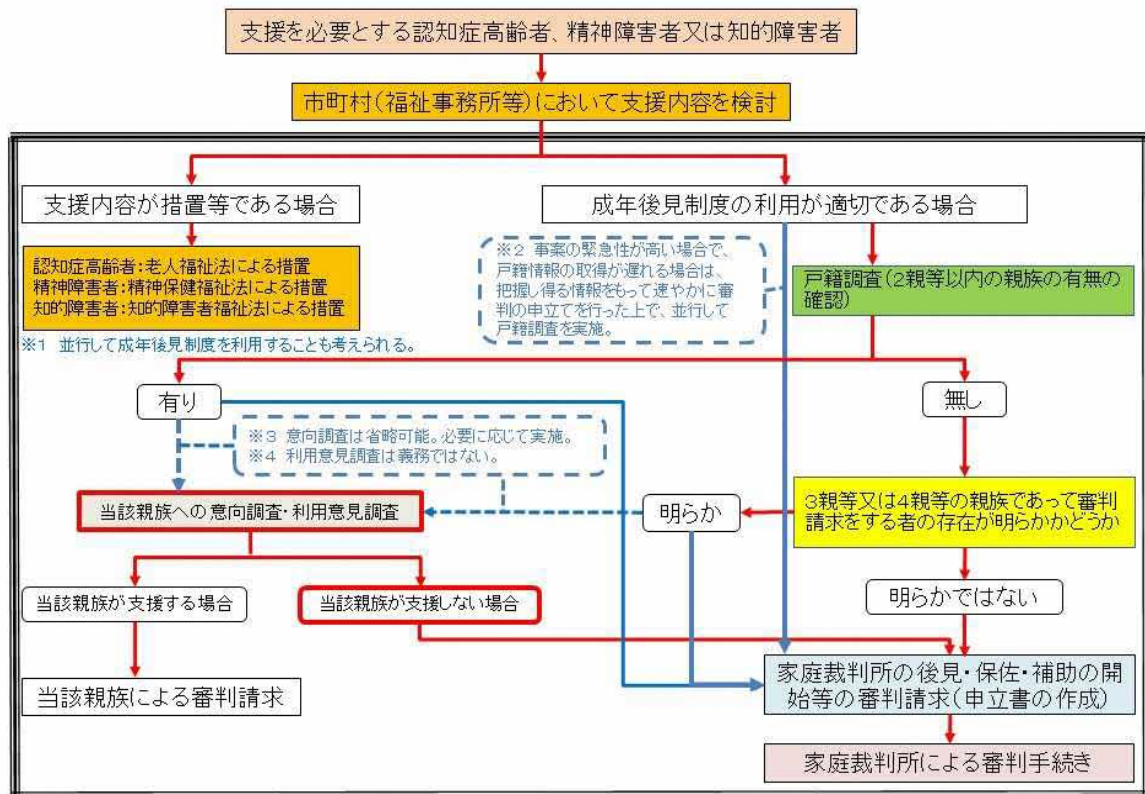 支援を必要とする認知症高齢者、精神障害者又は知的障害者
市町村(福祉事務所等)において支援内容を検討
支援内容が措置等である場合
成年後見制度の利用が適切である場合
認知症高齢者:老人福祉法による措置
精神障害者:精神保健福祉法による措置
知的障害者:知的障害者福祉法による措置
※1 並行して成年後見制度を利用することも考えられる。
※2 事案の緊急性が高い場合で、
戸籍情報の取得が遅れる場合は、
把握し得る情報をもって速やかに審
判の申立てを行った上で、並行して
戸籍調査を実施。
戸籍調査(2親等以内の親族の有無の
確認)
有り
無し
※3 意向調査は省略可能。必要に応じて実施。
※4 利用意見調査は義務ではない。
当該親族への意向調査・利用意見調査
明らか
3親等又は4親等の親族であって審判
請求をする者の存在が明らかかどうか
当該親族が支援する場合
当該親族が支援しない場合
明らかではない
当該親族による審判請求
家庭裁判所の後見・保佐・補助の開
始等の審判請求(申立書の作成)
家庭裁判所による審判手続き